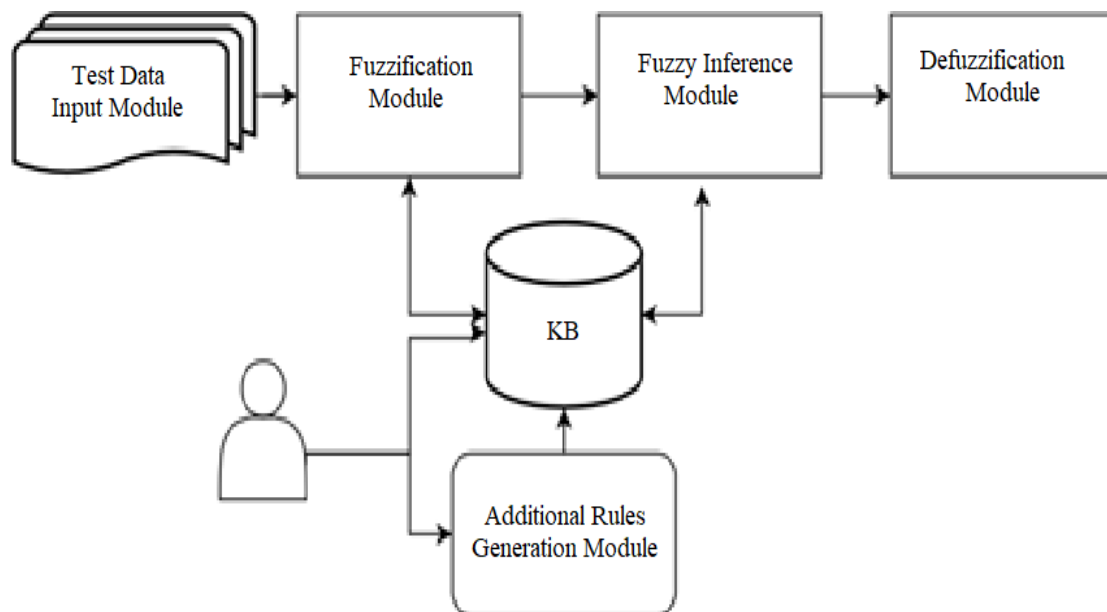 Test Data
Input Module
Fuzzification
Module
Fuzzy Inference
Module
Defuzzification
Module
KB
Additional Rules
Generation Module